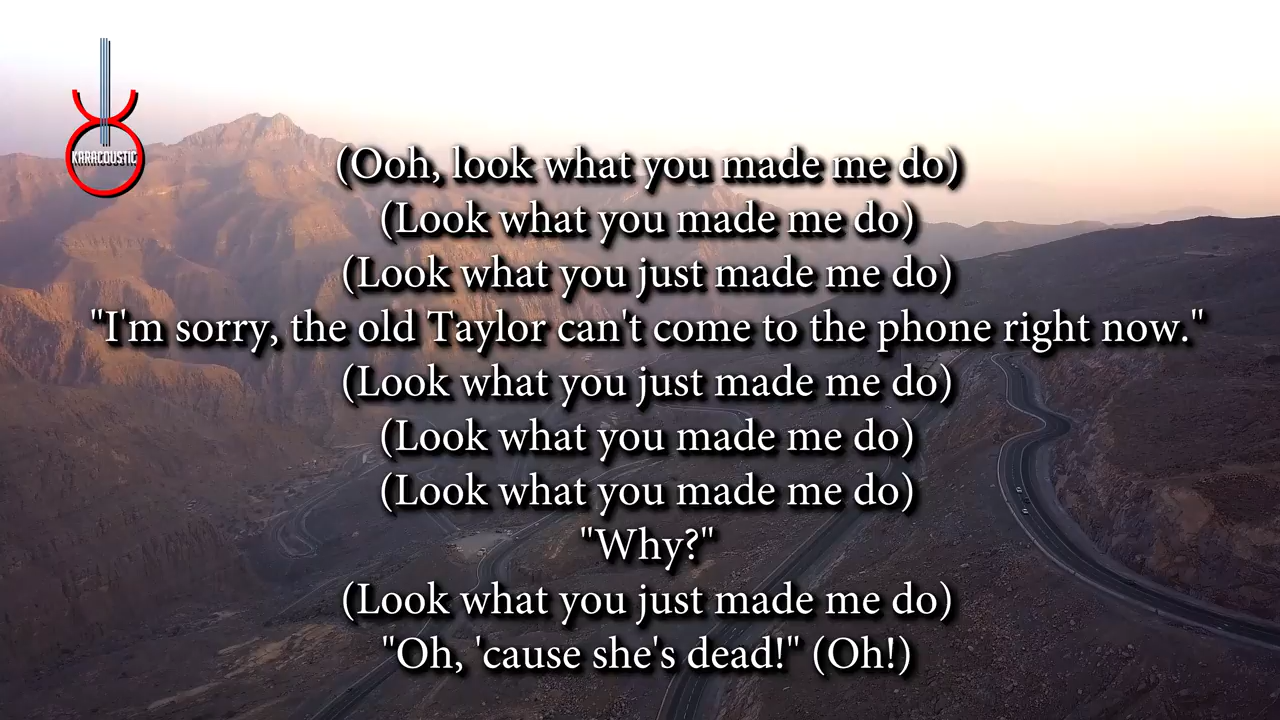 KARACOUSTIC
(Ooh, look what you made me do)
(Look what you made me do)
(Look what you just made me do)
"I'm sorry, the old Taylor can't come to the phone right now."
(Look what you just made me do)
(Look what you made me do)
(Look what you made me do)
"Why?"
(Look what you just made me do)
"Oh, 'cause she's dead!" (Oh!)